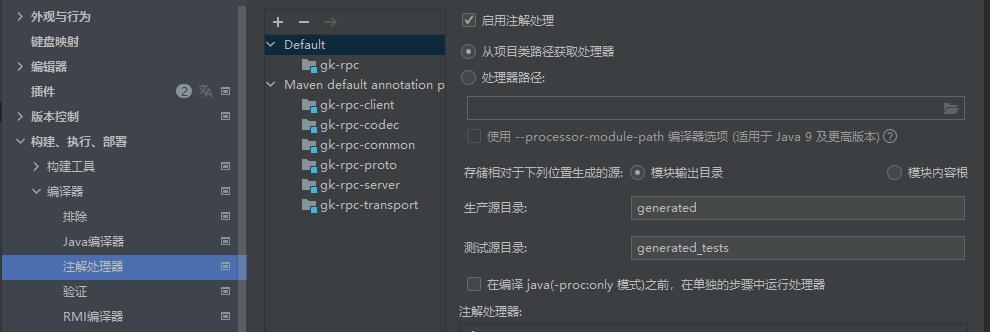 外观与行为
键盘映射
编辑器
插件 2
版本控制
构建、执行、部署
构建工具
编译器
排除
Java编译器
注解处理器
验证
RMI编译器
Default
gk-rpc
Maven default annotation p
gk-rpc-client
gk-rpc-codec
gk-rpc-common
gk-rpc-proto
gk-rpc-server
gk-rpc-transport
启用注解处理
从项目类路径获取处理器
处理器路径:
使用 --processor-module-path 编译器选项 (适用于 Java 9 及更高版本) ?
存储相对于下列位置生成的源: 模块输出目录 模块内容根
生产源目录: generated
测试源目录: generated_tests
在编译 java(-proc:only 模式)之前，在单独的步骤中运行处理器
注解处理器: